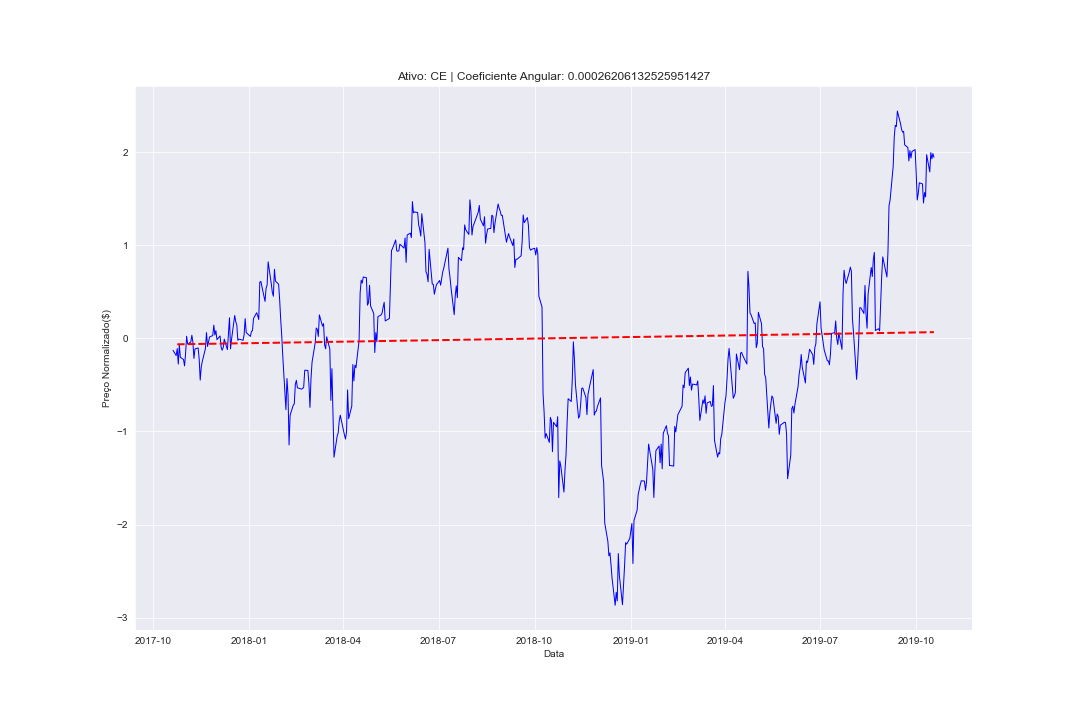 Ativo: CE | Coeficiente Angular: 0.00026206132525951427
Preço Normalizado($)
2
1
0
−1
−2
−3
2017-10 2018-01 2018-04 2018-07 2018-10 2019-01 2019-04 2019-07 2019-10
Data